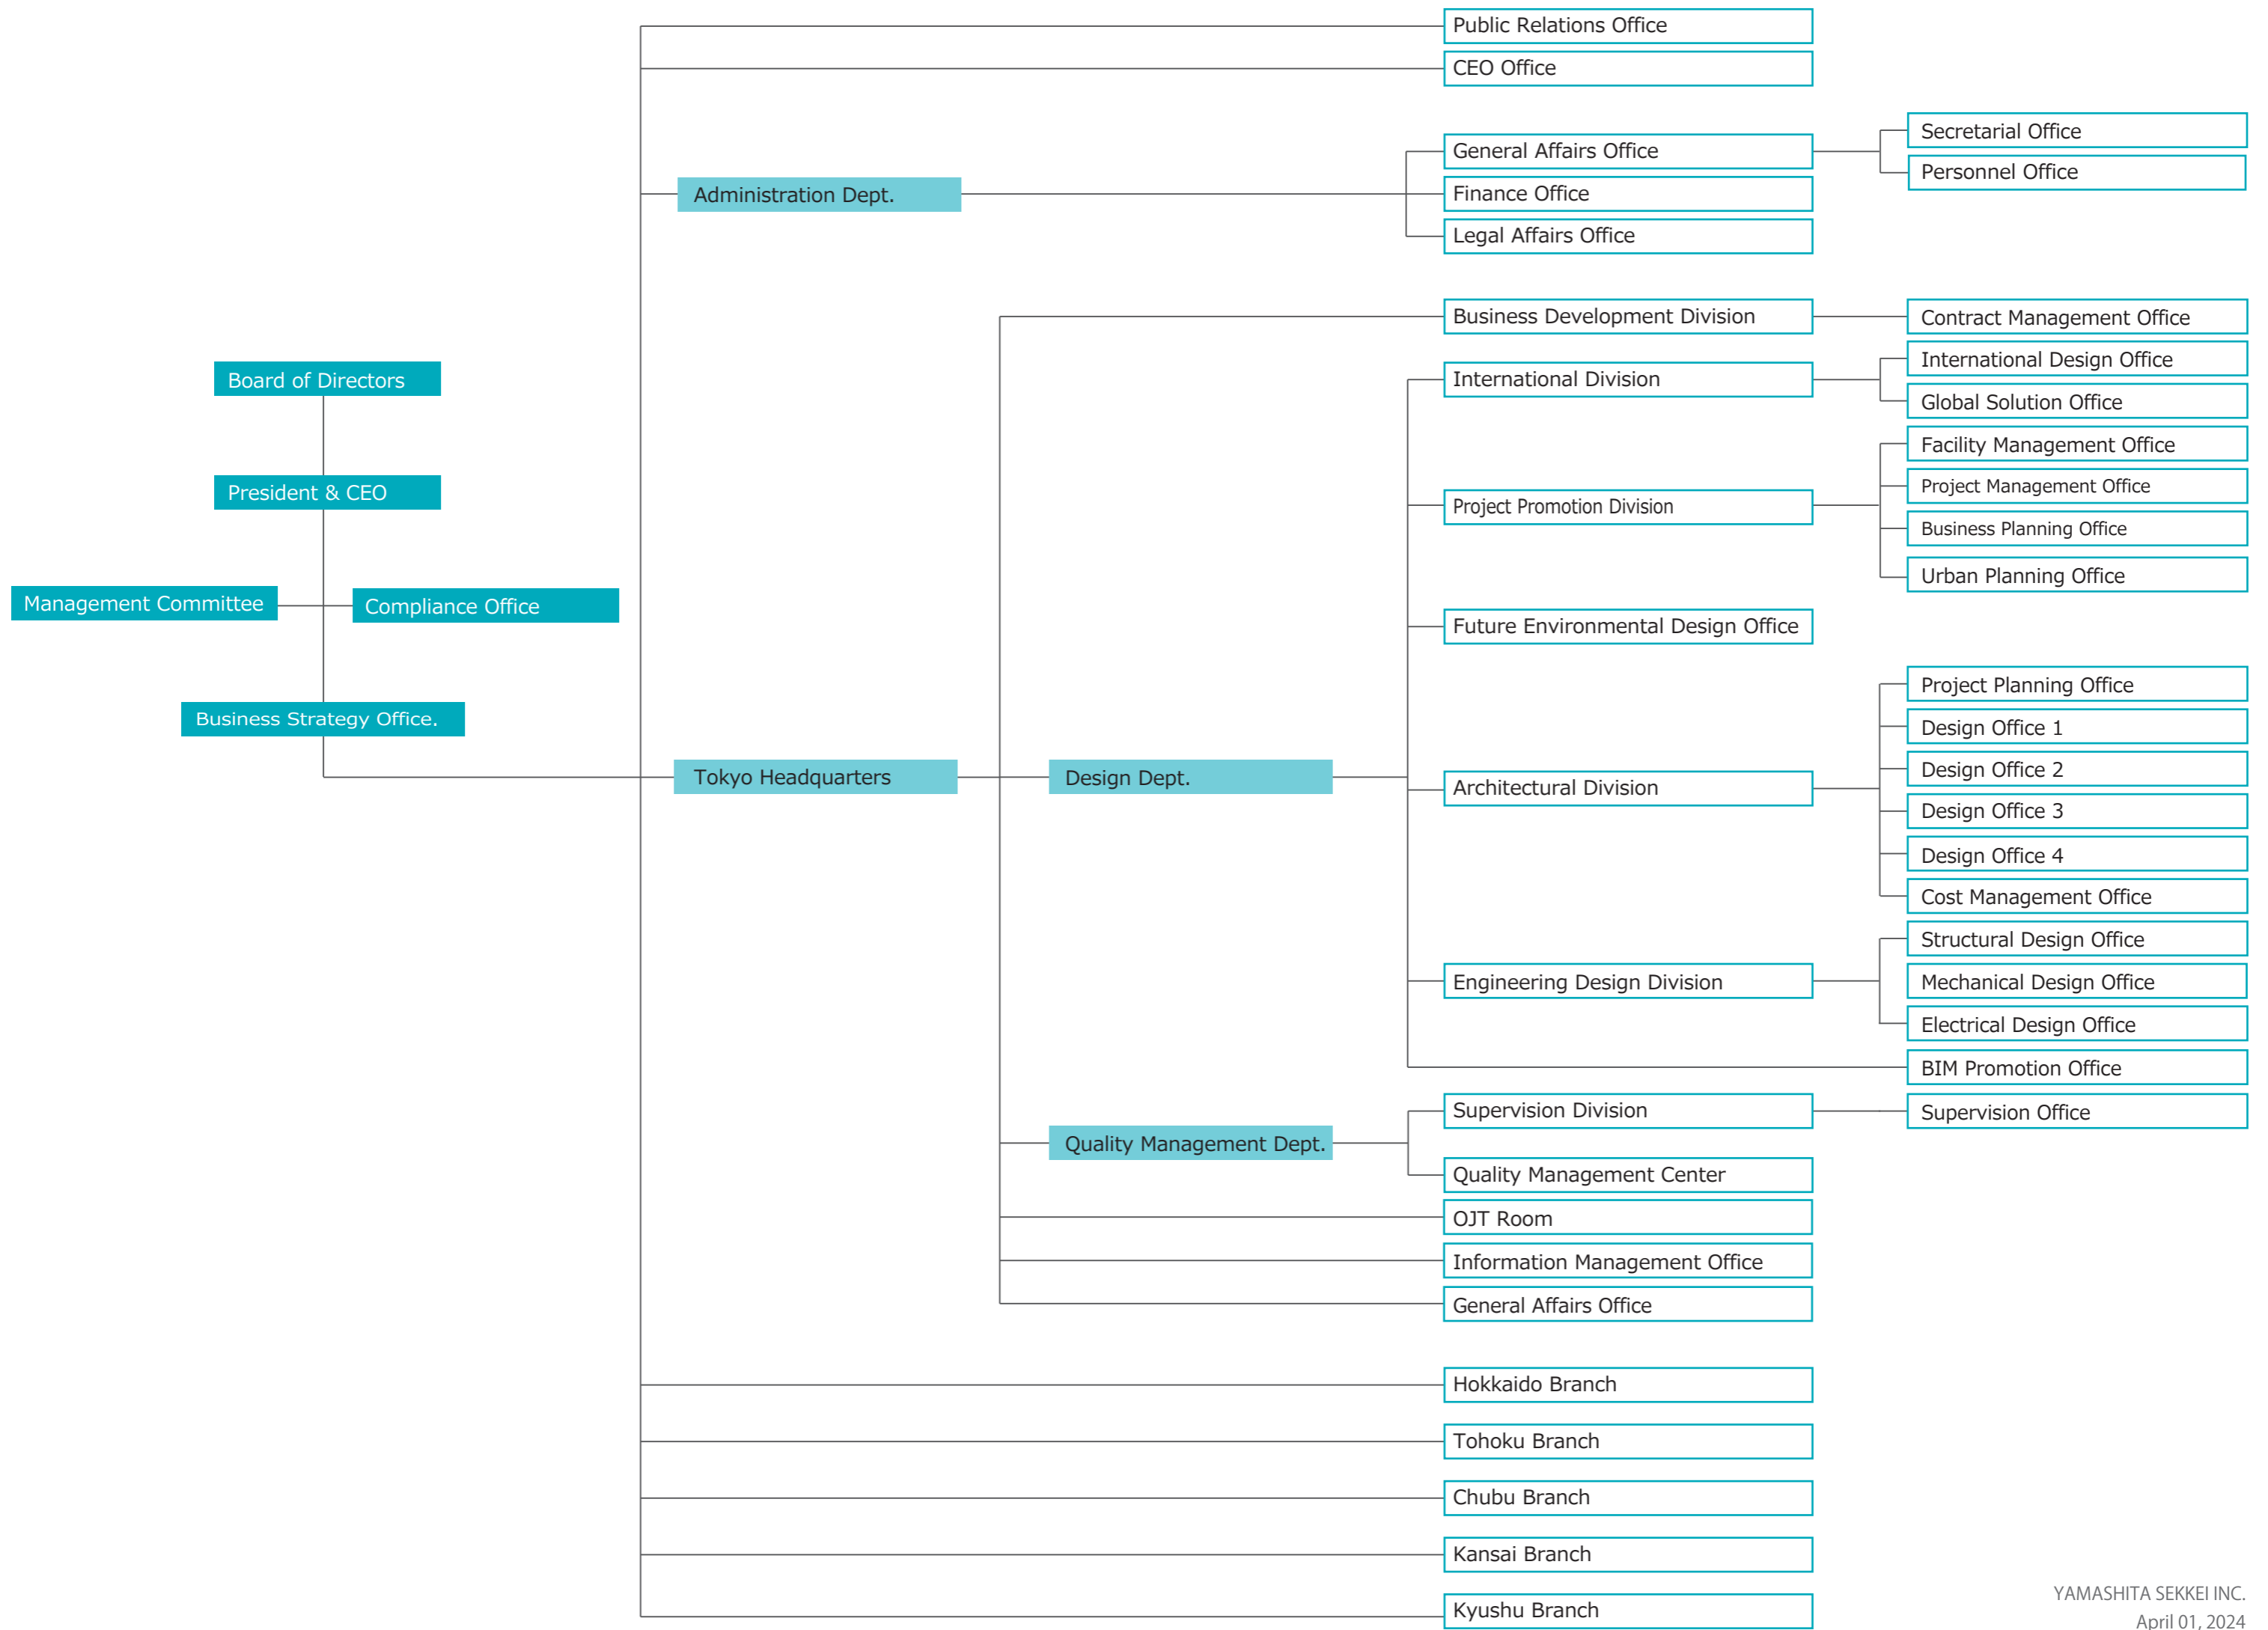 Public Relations Office
CEO Office
Secretarial Office
General Affairs Office
Personnel Office
Administration Dept.
Finance Office
Legal Affairs Office
Business Development Division
Contract Management Office
International Design Office
Board of Directors
International Division
Global Solution Office
Facility Management Office
President & CEO
Project Management Office
Project Promotion Division
Business Planning Office
Urban Planning Office
Management Committee
Compliance Office
Future Environmental Design Office
Project Planning Office
Business Strategy Office.
Design Office 1
Design Office 2
Tokyo Headquarters
Design Dept.
Architectural Division
Design Office 3
Design Office 4
Cost Management Office
Structural Design Office
Engineering Design Division
Mechanical Design Office
Electrical Design Office
BIM Promotion Office
Supervision Division
Supervision Office
Quality Management Dept.
Quality Management Center
OJT Room
Information Management Office
General Affairs Office
Hokkaido Branch
Tohoku Branch
Chubu Branch
Kansai Branch
Kyushu Branch
YAMASHITA SEKKEI INC.
April 01, 2024